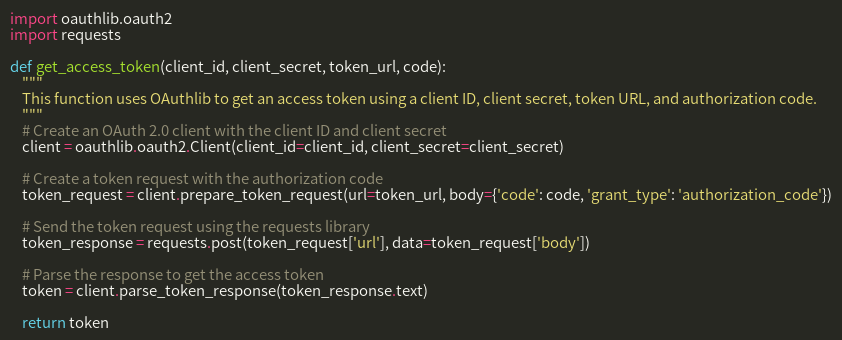 import oauthlib.oauth2
import requests

def get_access_token(client_id, client_secret, token_url, code):
    """
    This function uses OAuthlib to get an access token using a client ID, client secret, token URL, and authorization code.
    """
    # Create an OAuth 2.0 client with the client ID and client secret
    client = oauthlib.oauth2.Client(client_id=client_id, client_secret=client_secret)

    # Create a token request with the authorization code
    token_request = client.prepare_token_request(url=token_url, body={'code': code, 'grant_type': 'authorization_code'})

    # Send the token request using the requests library
    token_response = requests.post(token_request['url'], data=token_request['body'])

    # Parse the response to get the access token
    token = client.parse_token_response(token_response.text)

    return token